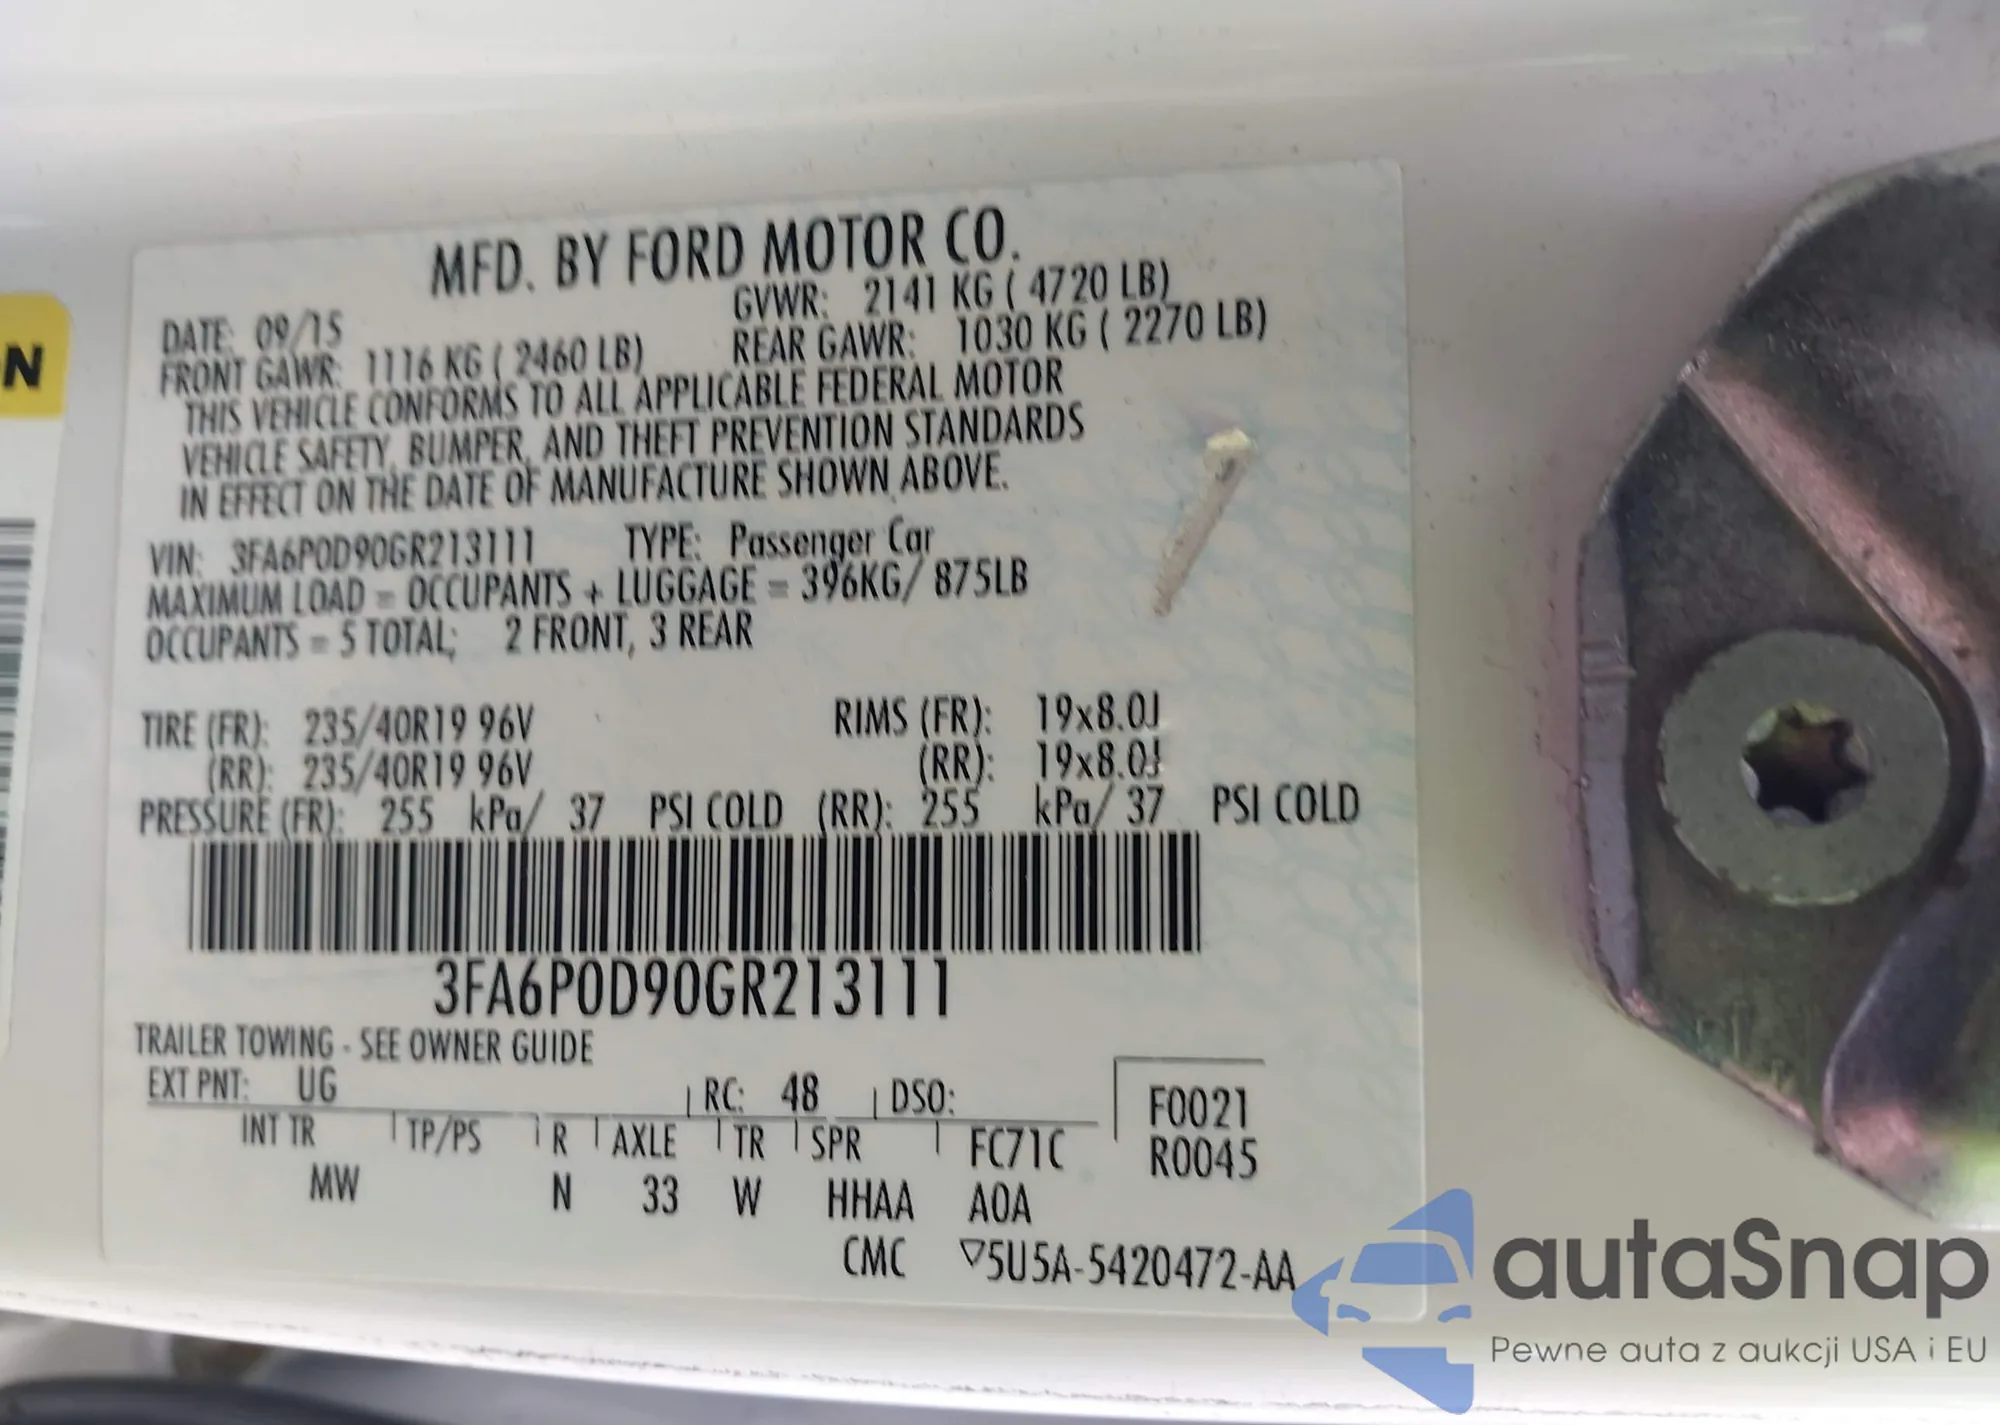 MFD. BY FORD MOTOR CO.
DATE: 09/15 GVWR: 2141 KG ( 4720 LB)
FRONT GAWR: 1116 KG ( 2460 LB) REAR GAWR: 1030 KG ( 2270 LB)
THIS VEHICLE CONFORMS TO ALL APPLICABLE FEDERAL MOTOR
VEHICLE SAFETY, BUMPER, AND THEFT PREVENTION STANDARDS
IN EFFECT ON THE DATE OF MANUFACTURE SHOWN ABOVE.
VIN: 3FA6P0D90GR213111 TYPE: Passenger Car
MAXIMUM LOAD = OCCUPANTS + LUGGAGE = 396KG/ 875LB
OCCUPANTS = 5 TOTAL; 2 FRONT, 3 REAR
TIRE (FR): 235/40R19 96V RIMS (FR): 19x8.0J
(RR): 235/40R19 96V (RR): 19x8.0J
PRESSURE (FR): 255 kPa/ 37 PSI COLD (RR): 255 kPa/ 37 PSI COLD
3FA6P0D90GR213111
TRAILER TOWING - SEE OWNER GUIDE
EXT PNT: UG RC: 48 DSO: F0021
INT TR TP/PS R AXLE TR SPR FC71C R0045
MW N 33 W HHAA A0A
CMC ▽5U5A-5420472-AA
N
autaSnap
Pewne auta z aukcji USA i EU